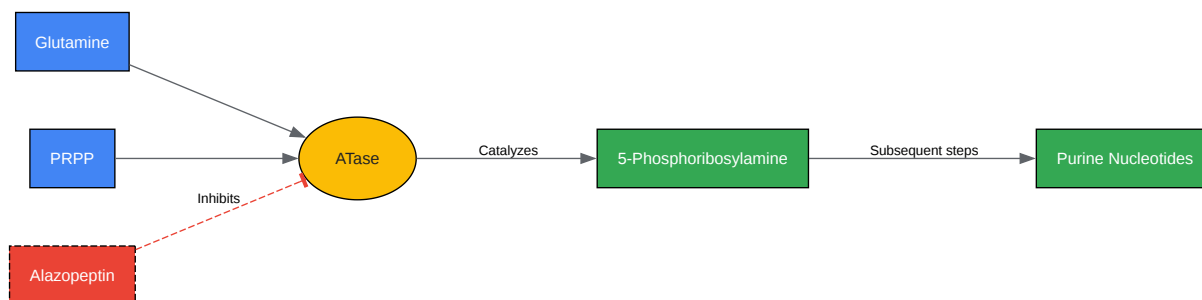 Glutamine
PRPP
ATase
Catalyzes
5-Phosphoribosylamine
Subsequent steps
Purine Nucleotides
Inhibits
Alazopeptin